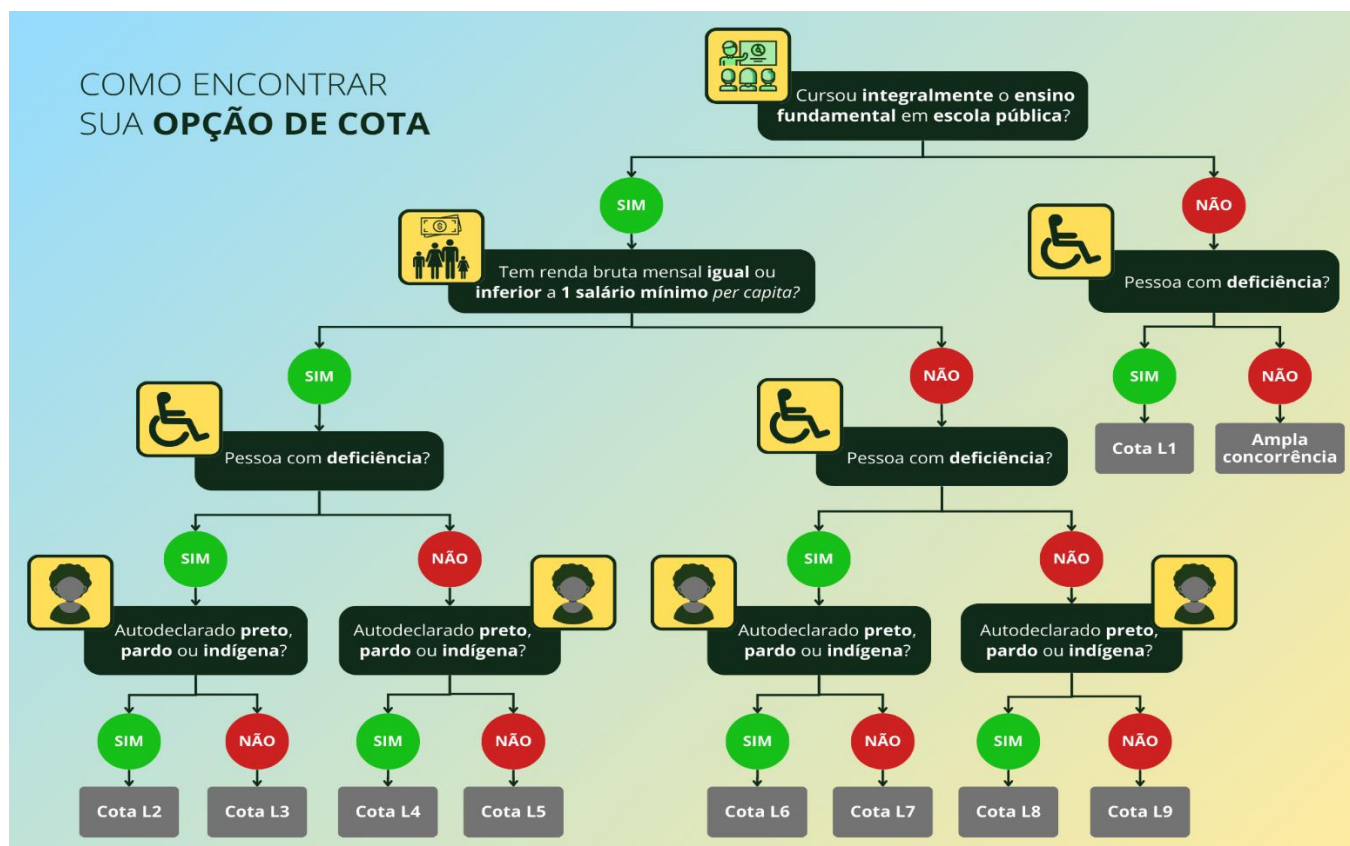 COMO ENCONTRAR
SUA OPÇÃO DE COTA
Cursou integralmente o ensino
fundamental em escola pública?
SIM
NÃO
Tem renda bruta mensal igual ou
inferior a 1 salário mínimo per capita?
Pessoa com deficiência?
SIM
NÃO
SIM
NÃO
Pessoa com deficiência?
Pessoa com deficiência?
Cota L1
Ampla
concorrência
SIM
NÃO
SIM
NÃO
Autodeclarado preto,
pardo ou indígena?
Autodeclarado preto,
pardo ou indígena?
Autodeclarado preto,
pardo ou indígena?
Autodeclarado preto,
pardo ou indígena?
SIM
NÃO
SIM
NÃO
SIM
NÃO
SIM
NÃO
Cota L2
Cota L3
Cota L4
Cota L5
Cota L6
Cota L7
Cota L8
Cota L9